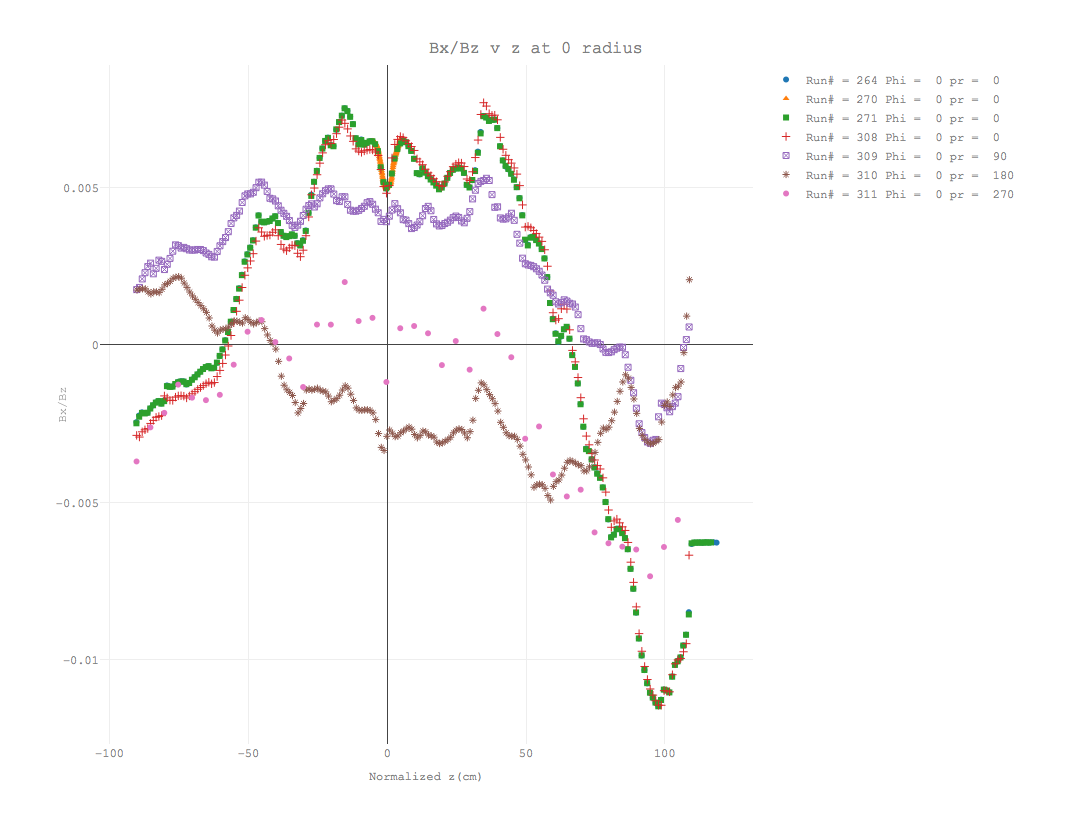 Bx/Bz v z at 0 radius
Run# = 264 Phi =  0 pr =  0
Run# = 270 Phi =  0 pr =  0
Run# = 271 Phi =  0 pr =  0
Run# = 308 Phi =  0 pr =  0
Run# = 309 Phi =  0 pr =  90
Run# = 310 Phi =  0 pr =  180
Run# = 311 Phi =  0 pr =  270
0.005
0
−0.005
−0.01
Bx/Bz
−100 −50 0 50 100
Normalized z(cm)